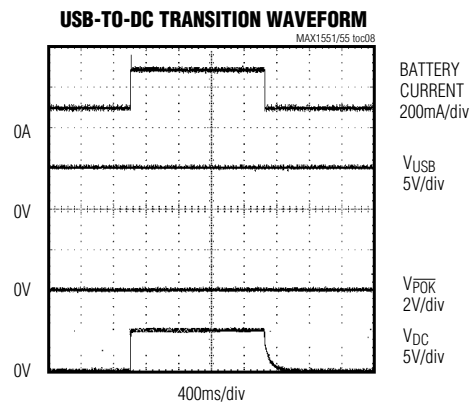 USB-TO-DC TRANSITION WAVEFORM
MAX1551/55 toc08
BATTERY
CURRENT
200mA/div
0A
VUSB
5V/div
0V
VPOK
2V/div
0V
VDC
5V/div
0V
400ms/div